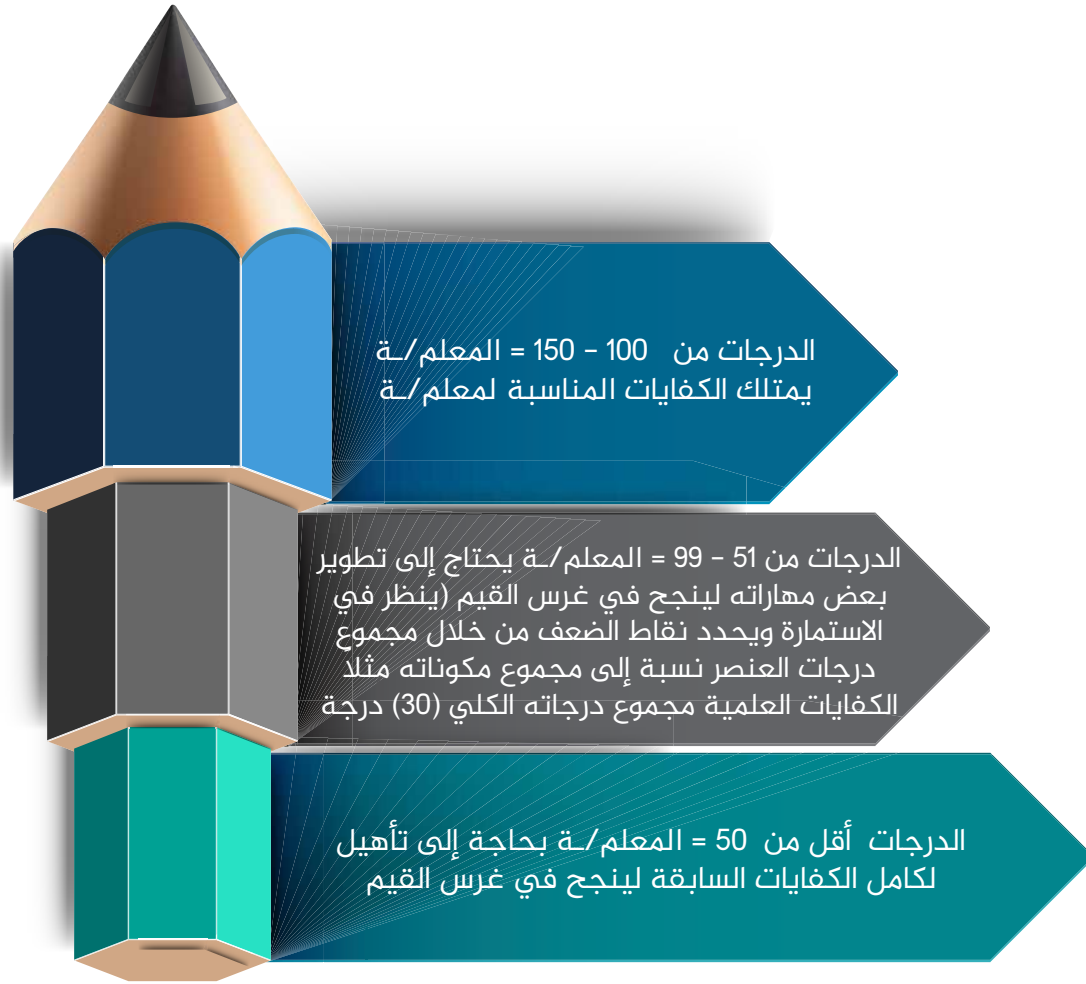 الدرجات من 100 - 150 = المعلم/ـة
يمتلك الكفايات المناسبة لمعلم/ـة
الدرجات من 51 - 99 = المعلم/ـة يحتاج إلى تطوير
بعض مهاراته لينجح في غرس القيم (ينظر في
الاستمارة ويحدد نقاط الضعف من خلال مجموع
درجات العنصر نسبة إلى مجموع مكوناته مثلا
الكفايات العلمية مجموع درجاته الكلي (30) درجة
الدرجات أقل من 50 = المعلم/ـة بحاجة إلى تأهيل
لكامل الكفايات السابقة لينجح في غرس القيم